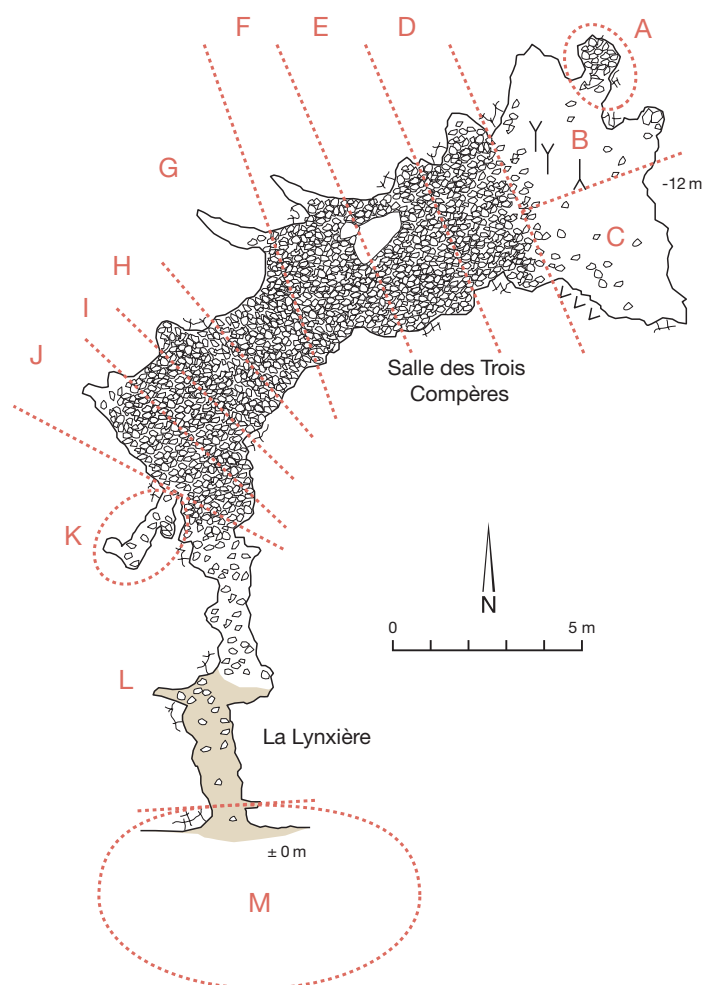 F
E
D
A
G
B
-12 m
C
H
I
J
Salle des Trois
Compères
K
N
0
5 m
L
La Lynxière
± 0 m
M